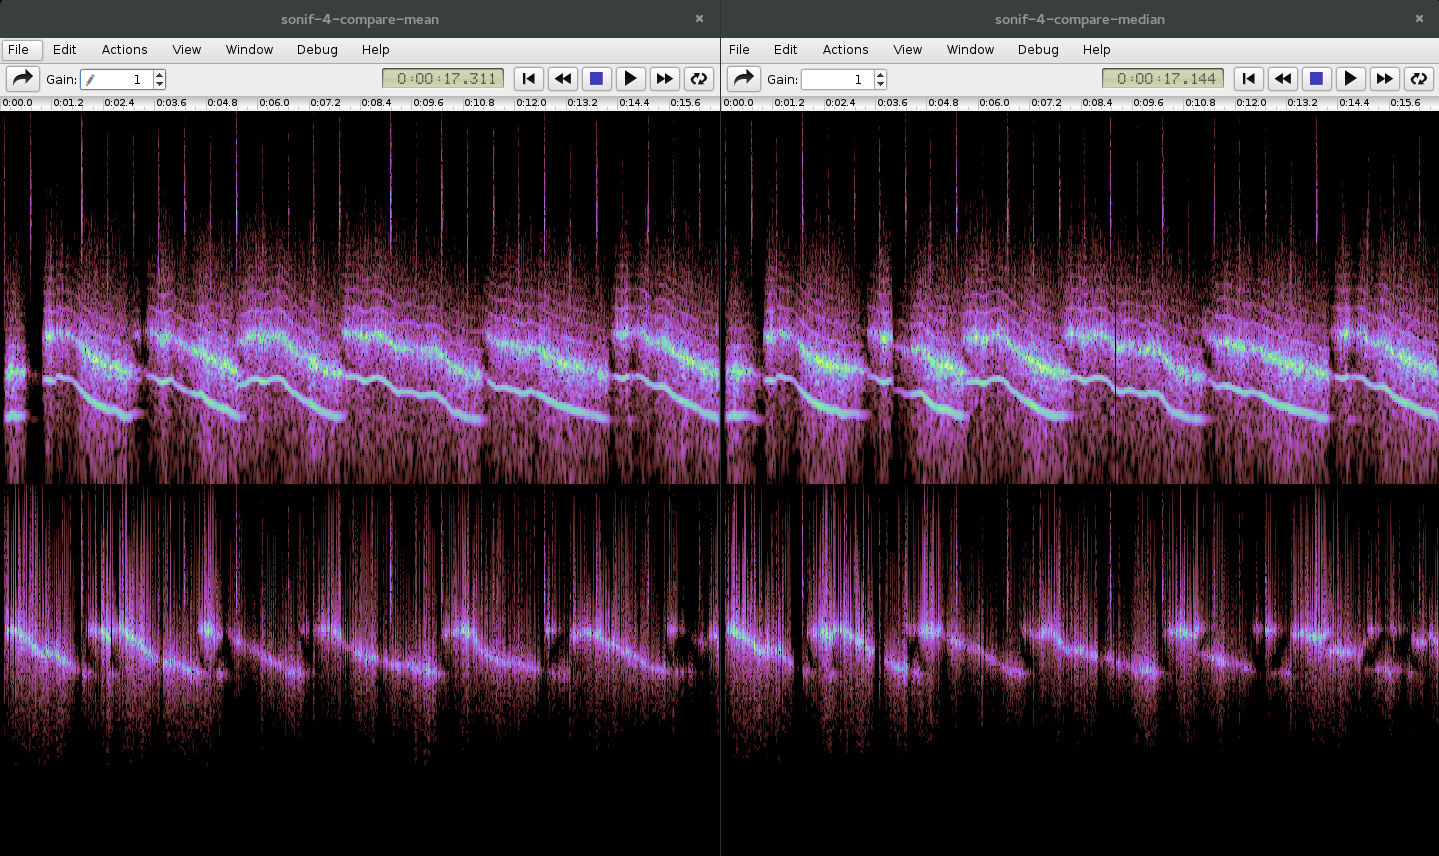 sonif-4-compare-mean ×
File Edit Actions View Window Debug Help
Gain: 1 0:00:17.311
0:00.0 0:01.2 0:02.4 0:03.6 0:04.8 0:06.0 0:07.2 0:08.4 0:09.6 0:10.8 0:12.0 0:13.2 0:14.4 0:15.6
sonif-4-compare-median ×
File Edit Actions View Window Debug Help
Gain: 1 0:00:17.144
0:00.0 0:01.2 0:02.4 0:03.6 0:04.8 0:06.0 0:07.2 0:08.4 0:09.6 0:10.8 0:12.0 0:13.2 0:14.4 0:15.6